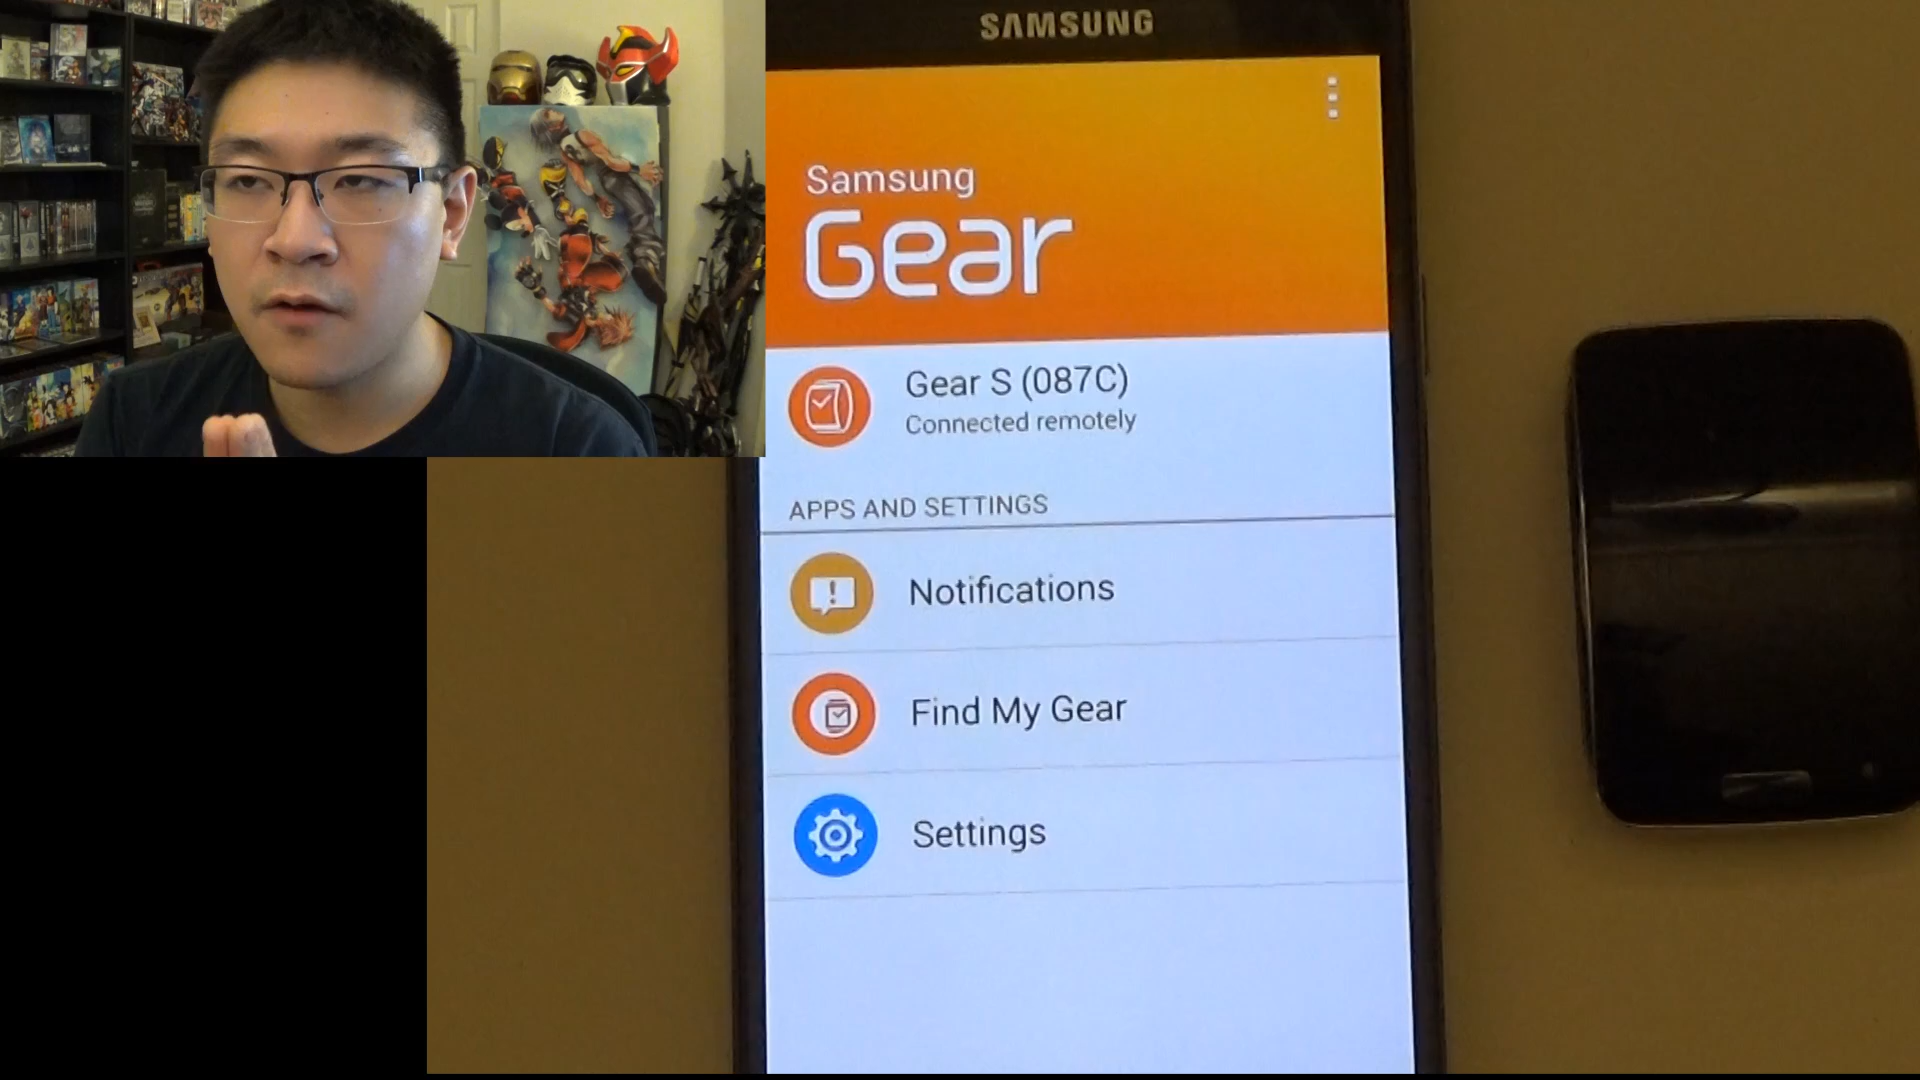 SAMSUNG
Samsung
Gear
Gear S (087C)
Connected remotely
APPS AND SETTINGS
Notifications
Find My Gear
Settings